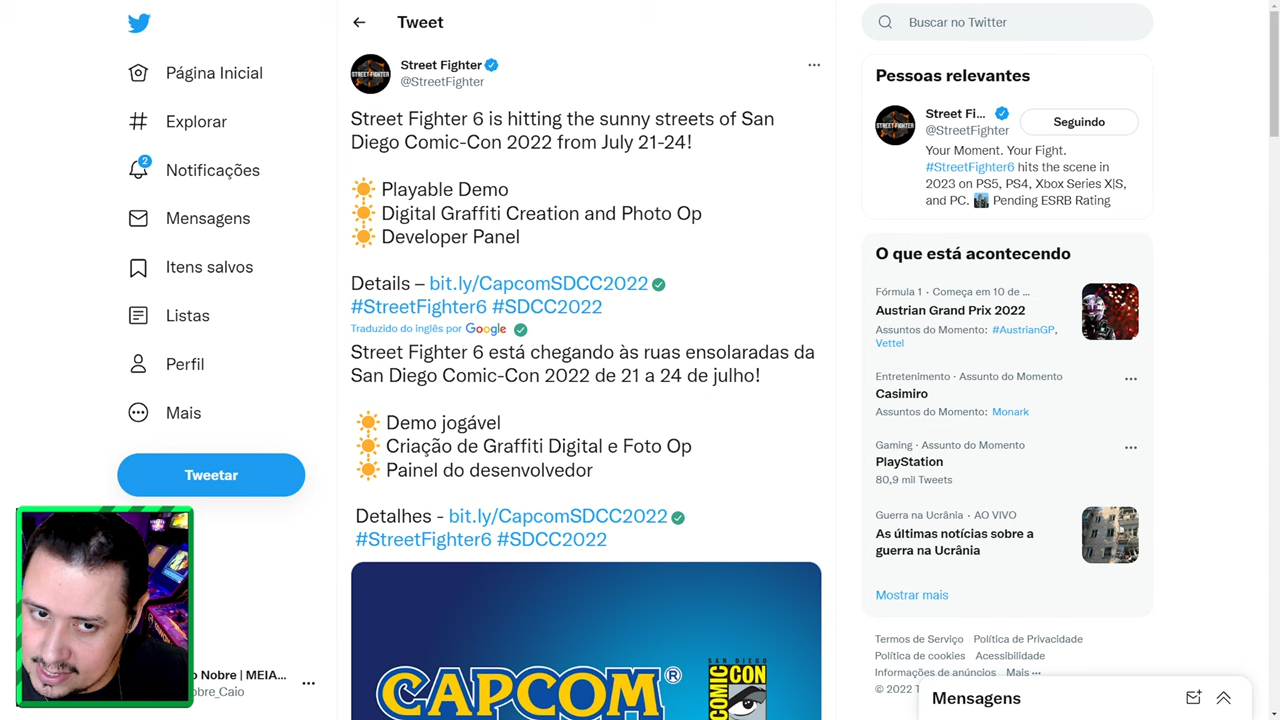 Página Inicial
Explorar
2
Notificações
Mensagens
Itens salvos
Listas
Perfil
Mais
Tweetar
Nobre | MEIA...
obre_Caio
Tweet
STREET FIGHTER
Street Fighter
@StreetFighter
Street Fighter 6 is hitting the sunny streets of San
Diego Comic-Con 2022 from July 21-24!
Playable Demo
Digital Graffiti Creation and Photo Op
Developer Panel
Details – bit.ly/CapcomSDCC2022
#StreetFighter6 #SDCC2022
Traduzido do inglês por Google
Street Fighter 6 está chegando às ruas ensolaradas da
San Diego Comic-Con 2022 de 21 a 24 de julho!
Demo jogável
Criação de Graffiti Digital e Foto Op
Painel do desenvolvedor
Detalhes - bit.ly/CapcomSDCC2022
#StreetFighter6 #SDCC2022
CAPCOM®
SAN DIEGO
COMIC CON
Buscar no Twitter
Pessoas relevantes
STREET FIGHTER
Street Fi...
@StreetFighter
Seguindo
Your Moment. Your Fight.
#StreetFighter6 hits the scene in
2023 on PS5, PS4, Xbox Series X|S,
and PC. Pending ESRB Rating
O que está acontecendo
Fórmula 1 · Começa em 10 de ...
Austrian Grand Prix 2022
Assuntos do Momento: #AustrianGP,
Vettel
Entretenimento · Assunto do Momento
Casimiro
Assuntos do Momento: Monark
Gaming · Assunto do Momento
PlayStation
80,9 mil Tweets
Guerra na Ucrânia · AO VIVO
As últimas notícias sobre a
guerra na Ucrânia
Mostrar mais
Termos de Serviço Política de Privacidade
Política de cookies Acessibilidade
Informações de anúncios Mais ...
© 2022 T
Mensagens